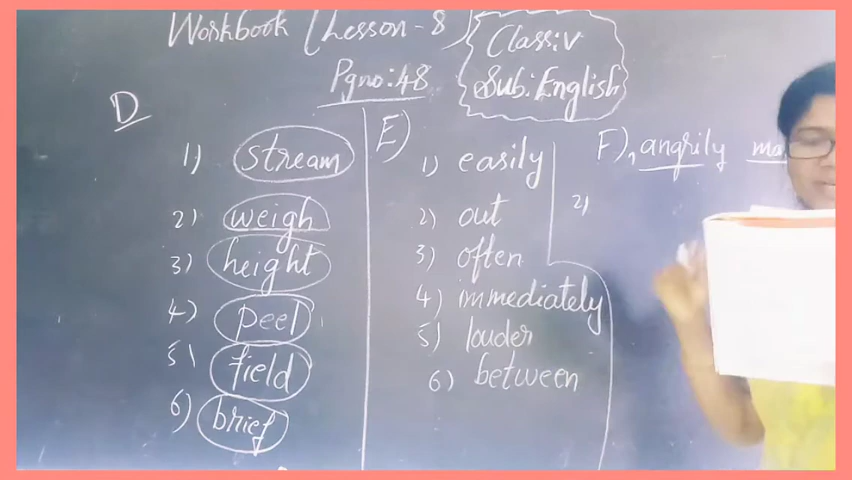 Workbook (Lesson - 8)
Pgno: 48
Class: V
Sub: English
D
1) stream
2) weigh
3) height
4) peel
5) field
6) brief
E)
1) easily
2) out
3) often
4) immediately
5) louder
6) between
F) 1, angrily
2)